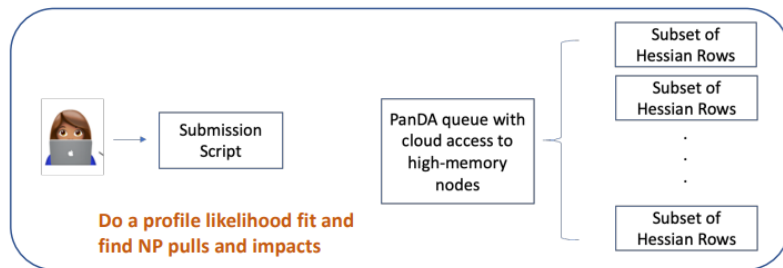 Subset of
Hessian Rows
Subset of
Hessian Rows
Submission
Script
PanDA queue with
cloud access to
high-memory
nodes
.
.
.
Do a profile likelihood fit and
find NP pulls and impacts
Subset of
Hessian Rows